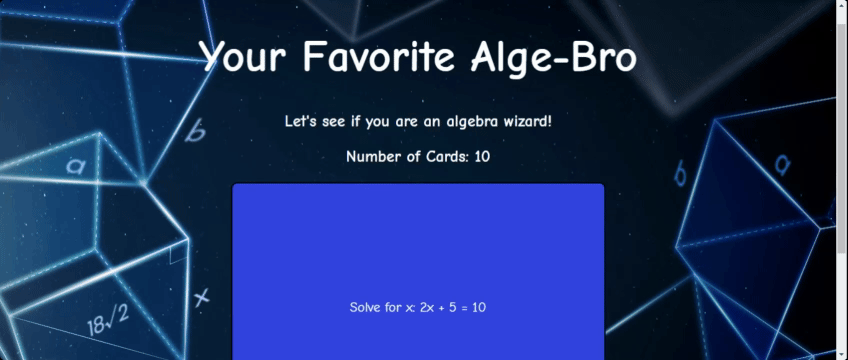 Your Favorite Alge-Bro
Let's see if you are an algebra wizard!
Number of Cards: 10
b
a
b
a
x
18√2
Solve for x: 2x + 5 = 10